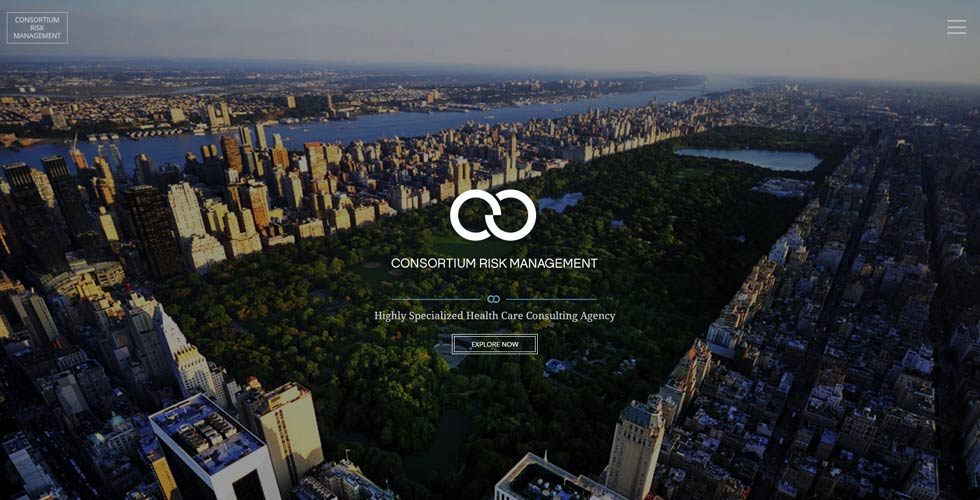 CONSORTIUM
RISK
MANAGEMENT
CONSORTIUM RISK MANAGEMENT
Highly Specialized Health Care Consulting Agency
EXPLORE NOW